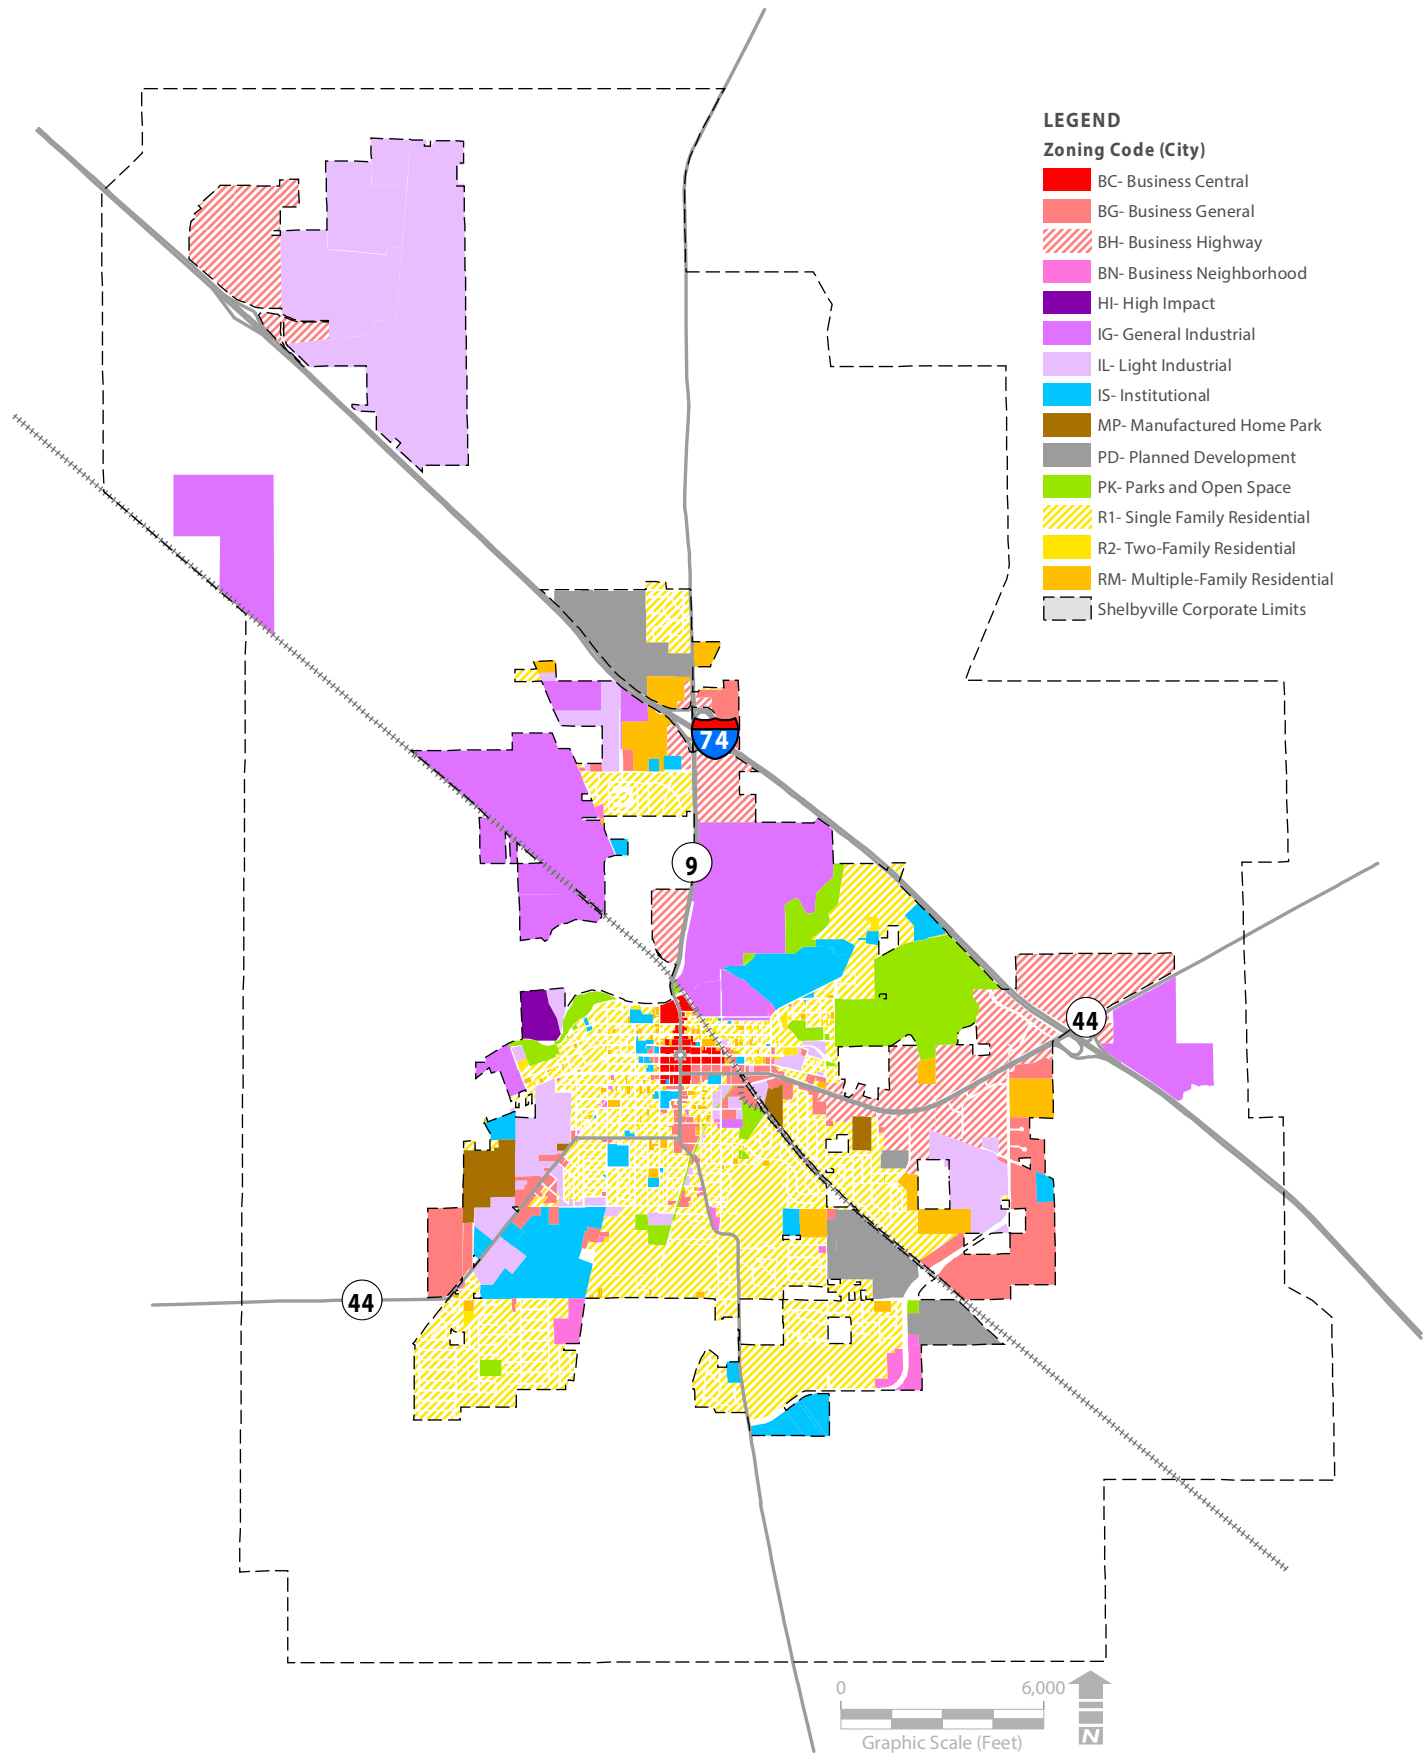 LEGEND
Zoning Code (City)
BC- Business Central
BG- Business General
BH- Business Highway
BN- Business Neighborhood
HI- High Impact
IG- General Industrial
IL- Light Industrial
IS- Institutional
MP- Manufactured Home Park
PD- Planned Development
PK- Parks and Open Space
R1- Single Family Residential
R2- Two-Family Residential
RM- Multiple-Family Residential
Shelbyville Corporate Limits
74
9
44
44
0 6,000
Graphic Scale (Feet)
N